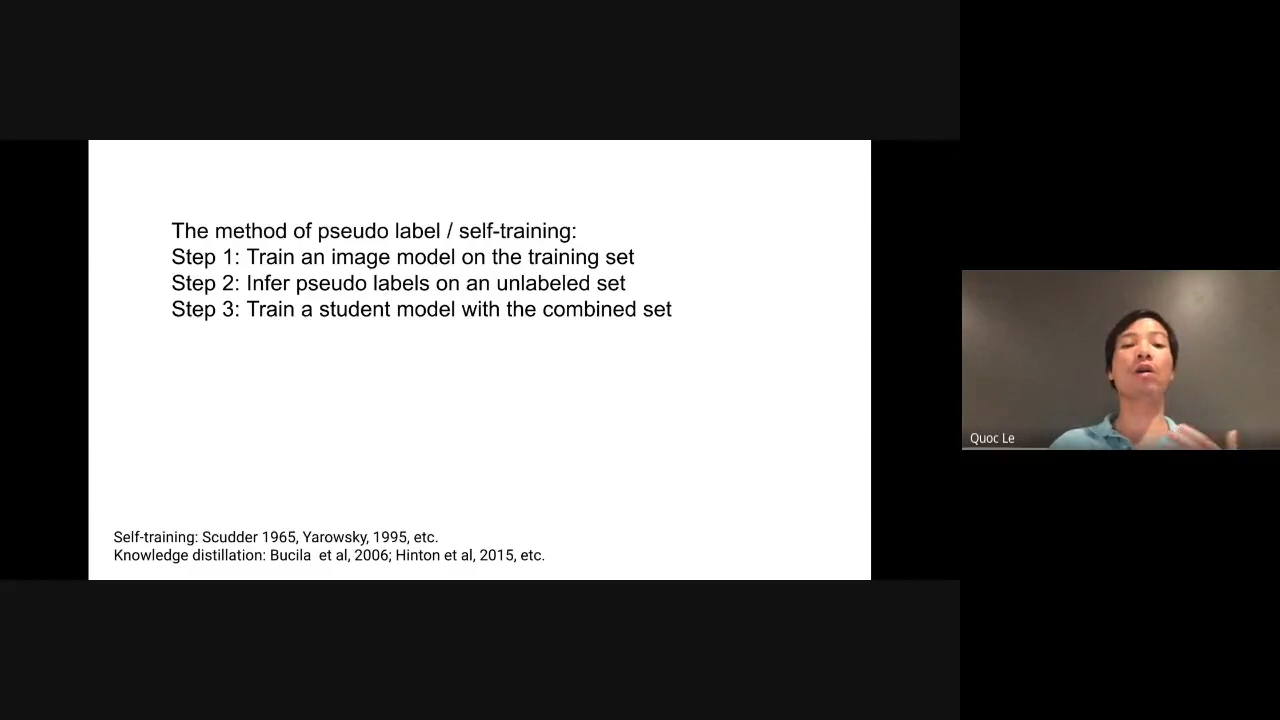 The method of pseudo label / self-training:
Step 1: Train an image model on the training set
Step 2: Infer pseudo labels on an unlabeled set
Step 3: Train a student model with the combined set
Self-training: Scudder 1965, Yarowsky, 1995, etc.
Knowledge distillation: Bucila  et al, 2006; Hinton et al, 2015, etc.
Quoc Le